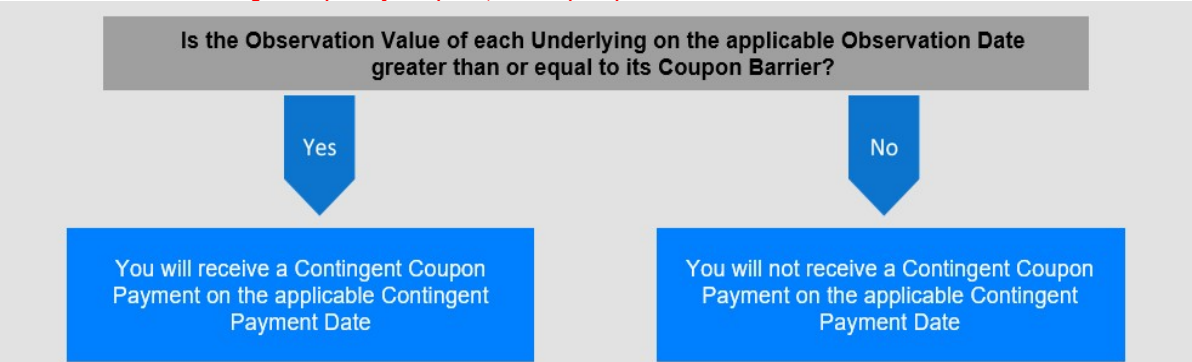 Is the Observation Value of each Underlying on the applicable Observation Date
greater than or equal to its Coupon Barrier?
Yes
No
You will receive a Contingent Coupon
Payment on the applicable Contingent
Payment Date
You will not receive a Contingent Coupon
Payment on the applicable Contingent
Payment Date